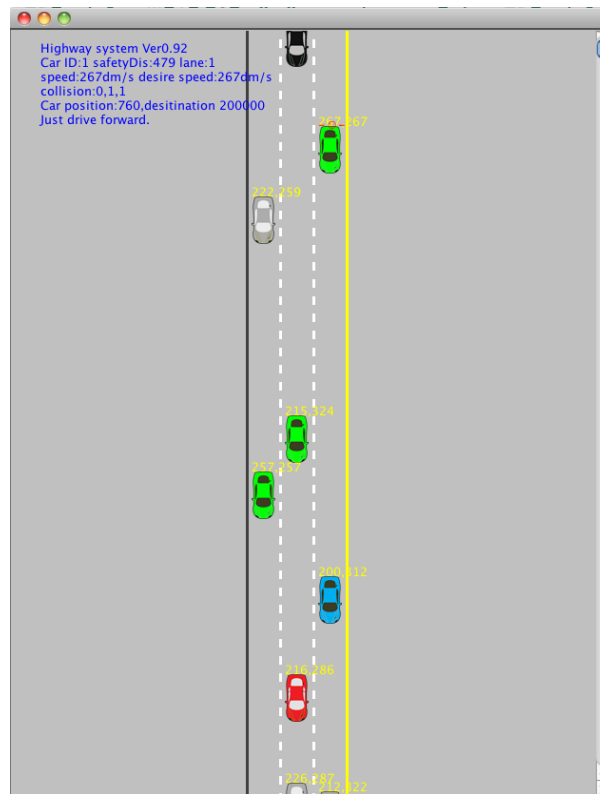 Highway system Ver0.92
Car ID:1 safetyDis:479 lane:1
speed:267dm/s desire speed:267dm/s
collision:0,1,1
Car position:760,desitination 200000
Just drive forward.
267,267
222,259
215,324
257,257
200,412
216,286
226,287
212,322